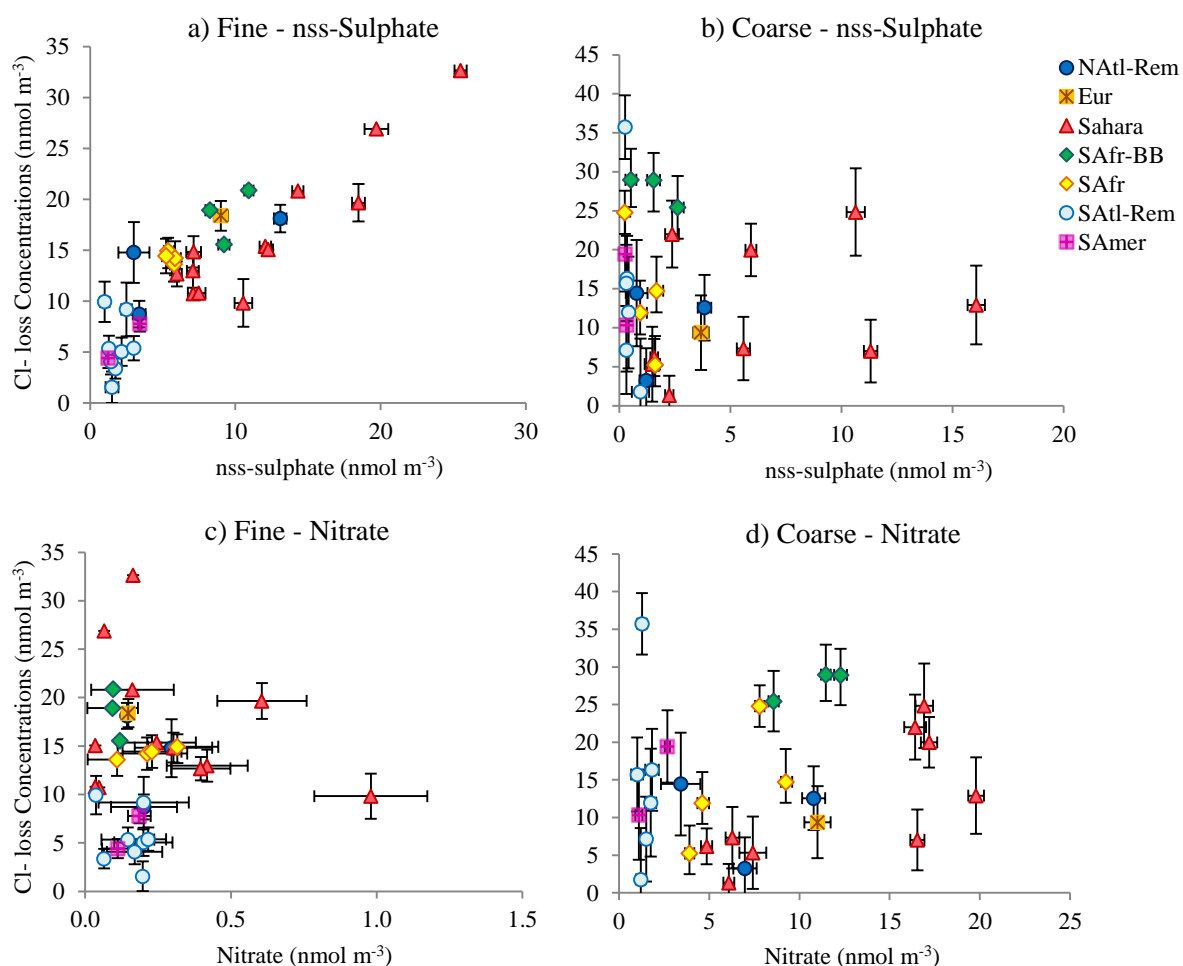 a) Fine - nss-Sulphate
Cl- loss Concentrations (nmol m-3)
35
30
25
20
15
10
5
0
0 10 20 30
nss-sulphate (nmol m-3)
b) Coarse - nss-Sulphate
45
40
35
30
25
20
15
10
5
0
0 5 10 15 20
nss-sulphate (nmol m-3)
NAtl-Rem
Eur
Sahara
SAfr-BB
SAfr
SAtl-Rem
SAmer
c) Fine - Nitrate
Cl- loss Concentrations (nmol m-3)
35
30
25
20
15
10
5
0
0.0 0.5 1.0 1.5
Nitrate (nmol m-3)
d) Coarse - Nitrate
45
40
35
30
25
20
15
10
5
0
0 5 10 15 20 25
Nitrate (nmol m-3)